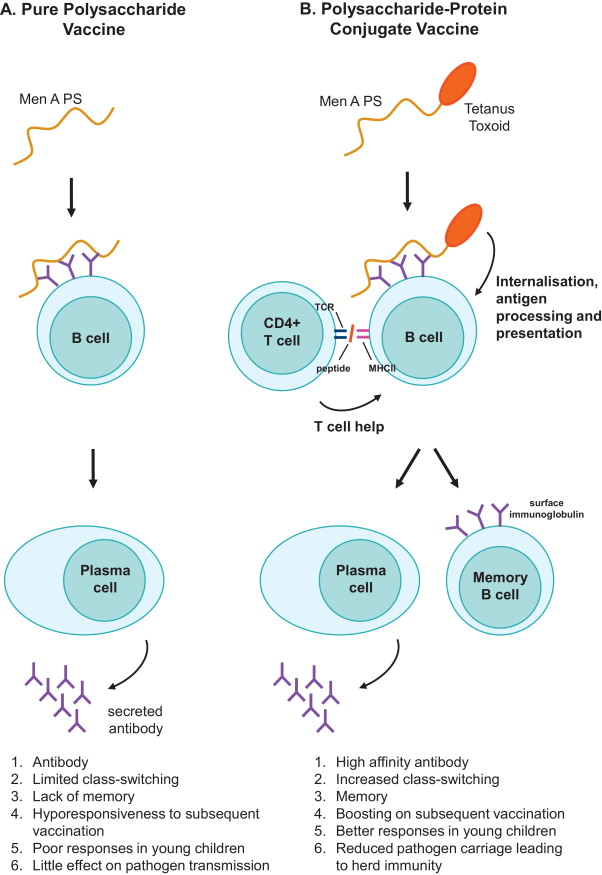 A. Pure Polysaccharide
Vaccine
Men A PS
B cell
Plasma
cell
secreted
antibody
1. Antibody
2. Limited class-switching
3. Lack of memory
4. Hyporesponsiveness to subsequent
vaccination
5. Poor responses in young children
6. Little effect on pathogen transmission
B. Polysaccharide-Protein
Conjugate Vaccine
Men A PS
Tetanus
Toxoid
Internalisation,
antigen
processing and
presentation
TCR
CD4+
T cell
B cell
peptide
MHCII
T cell help
surface
immunoglobulin
Plasma
cell
Memory
B cell
1. High affinity antibody
2. Increased class-switching
3. Memory
4. Boosting on subsequent vaccination
5. Better responses in young children
6. Reduced pathogen carriage leading
to herd immunity